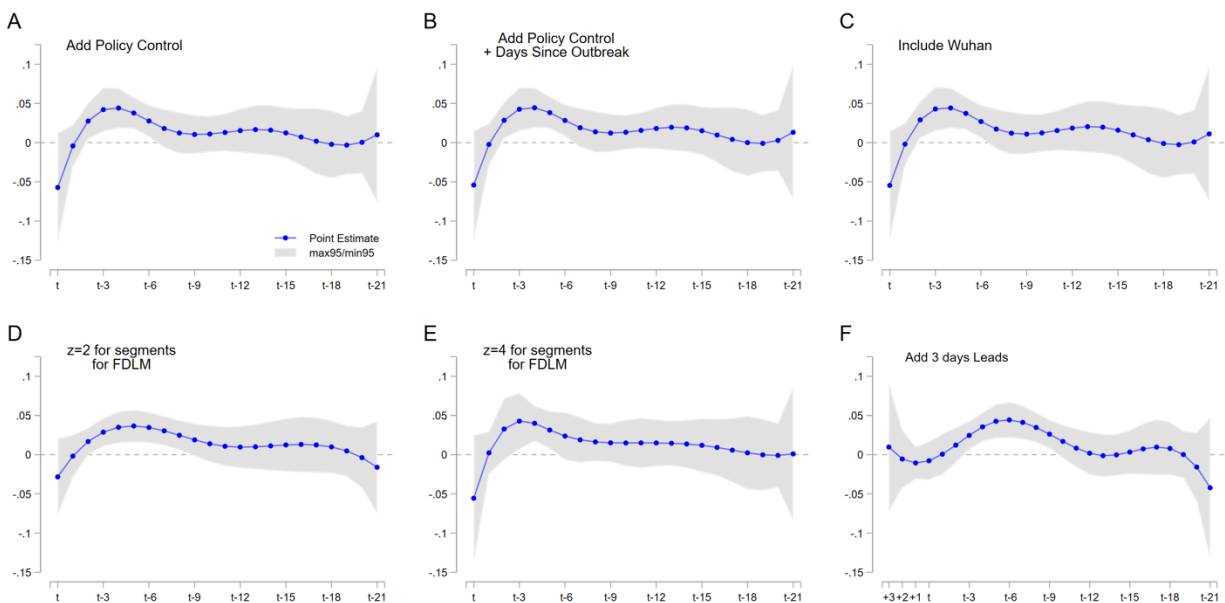 A
Add Policy Control
.1
.05
0
-.05
-.1
-.15
Point Estimate
max95/min95
t t-3 t-6 t-9 t-12 t-15 t-18 t-21
B
Add Policy Control
+ Days Since Outbreak
.1
.05
0
-.05
-.1
-.15
t t-3 t-6 t-9 t-12 t-15 t-18 t-21
C
Include Wuhan
.1
.05
0
-.05
-.1
-.15
t t-3 t-6 t-9 t-12 t-15 t-18 t-21
D
z=2 for segments
for FDLM
.1
.05
0
-.05
-.1
-.15
t t-3 t-6 t-9 t-12 t-15 t-18 t-21
E
z=4 for segments
for FDLM
.1
.05
0
-.05
-.1
-.15
t t-3 t-6 t-9 t-12 t-15 t-18 t-21
F
Add 3 days Leads
.1
.05
0
-.05
-.1
-.15
+3 +2 +1 t t-3 t-6 t-9 t-12 t-15 t-18 t-21